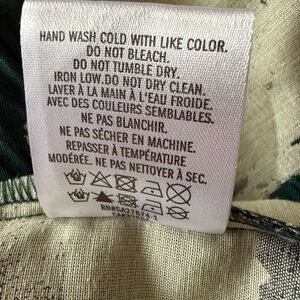 HAND WASH COLD WITH LIKE COLOR.
DO NOT BLEACH.
DO NOT TUMBLE DRY.
IRON LOW.DO NOT DRY CLEAN.
LAVER À LA MAIN À L'EAU FROIDE.
AVEC DES COULEURS SEMBLABLES.
NE PAS BLANCHIR.
NE PAS SÉCHER EN MACHINE.
REPASSER À TEMPÉRATURE
MODÉRÉE. NE PAS NETTOYER À SEC.